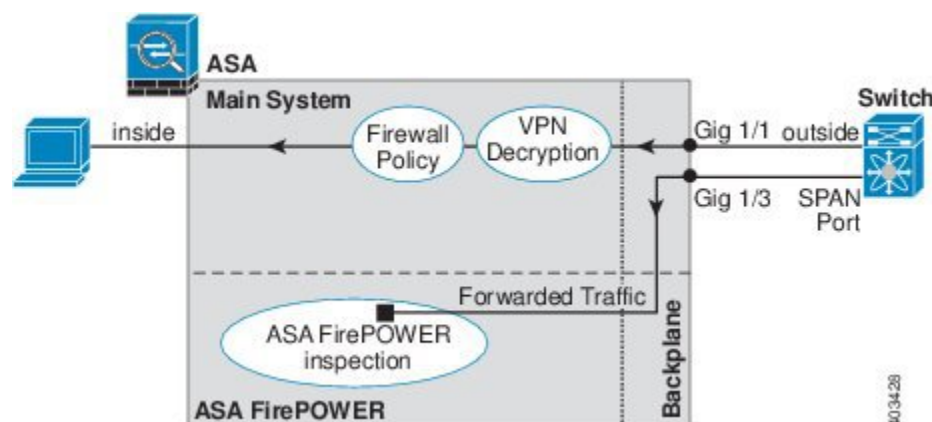 ASA
Main System
Switch
inside
Firewall
Policy
VPN
Decryption
Gig 1/1
outside
Gig 1/3
SPAN
Port
Forwarded Traffic
ASA FirePOWER
inspection
Backplane
ASA FirePOWER
403428